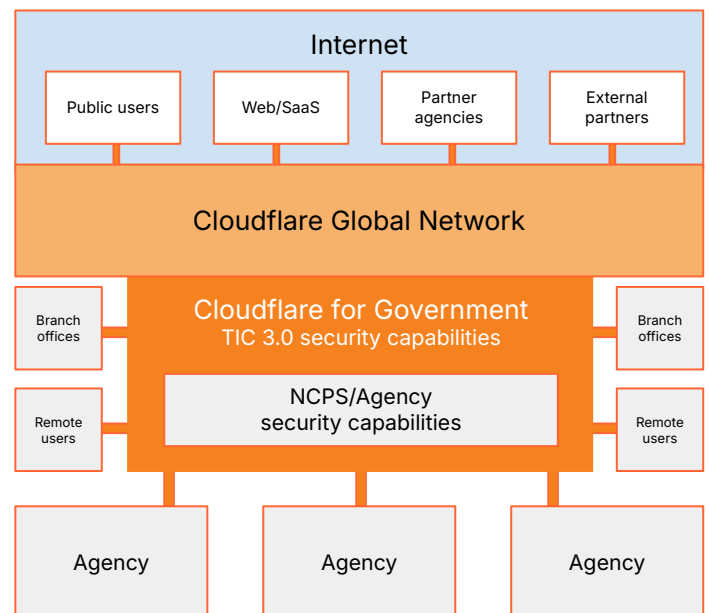 Internet
Public users
Web/SaaS
Partner
agencies
External
partners
Cloudflare Global Network
Cloudflare for Government
TIC 3.0 security capabilities
Branch
offices
Branch
offices
NCPS/Agency
security capabilities
Remote
users
Remote
users
Agency
Agency
Agency